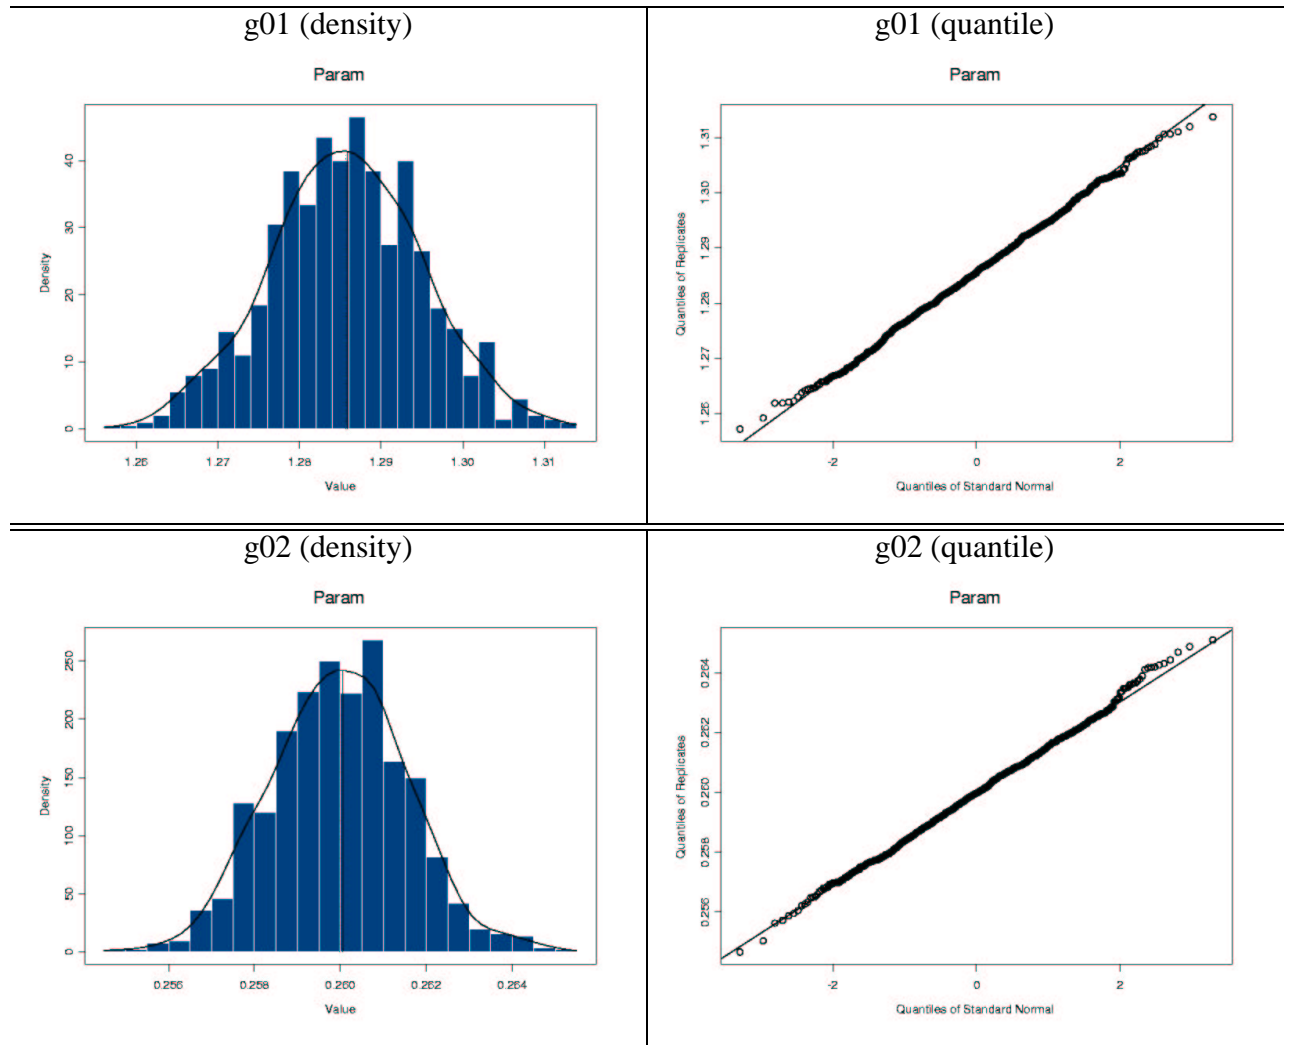 g01 (density)
Param
Density
0
10
20
30
40
1.26
1.27
1.28
1.29
1.30
1.31
Value
g01 (quantile)
Param
Quantiles of Replicates
1.26
1.27
1.28
1.29
1.30
1.31
-2
0
2
Quantiles of Standard Normal
g02 (density)
Param
Density
0
50
100
150
200
250
0.256
0.258
0.260
0.262
0.264
Value
g02 (quantile)
Param
Quantiles of Replicates
0.256
0.258
0.260
0.262
0.264
-2
0
2
Quantiles of Standard Normal